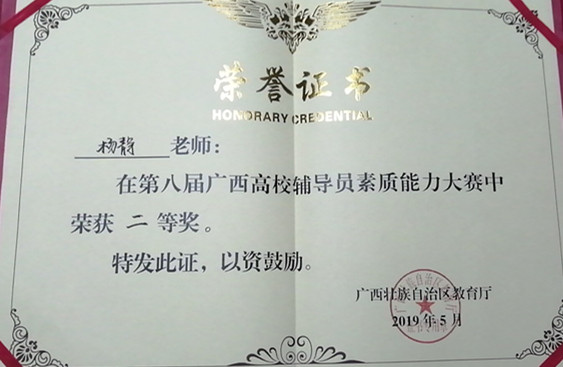 荣誉证书
HONORARY CREDENTIAL
杨静 老师：
在第八届广西高校辅导员素质能力大赛中
荣获 二 等奖。
特发此证，以资鼓励。
广西壮族自治区教育厅
2019年5月